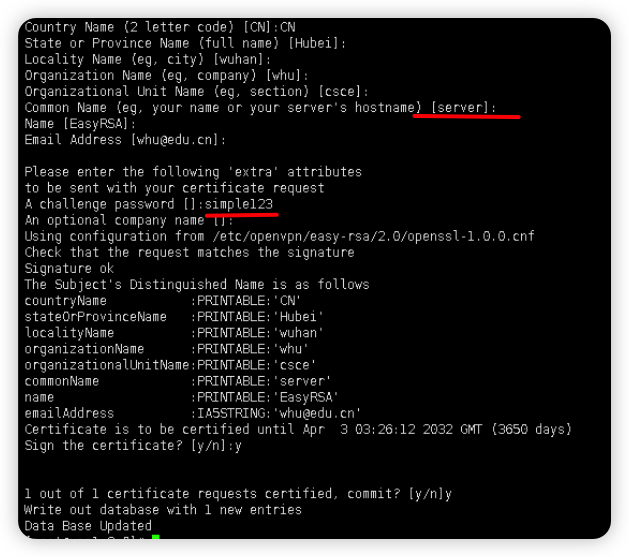 Country Name (2 letter code) [CN]:CN
State or Province Name (full name) [Hubei]:
Locality Name (eg, city) [wuhan]:
Organization Name (eg, company) [whu]:
Organizational Unit Name (eg, section) [csce]:
Common Name (eg, your name or your server's hostname) [server]:
Name [EasyRSA]:
Email Address [whu@edu.cn]:
Please enter the following 'extra' attributes
to be sent with your certificate request
A challenge password []:simple123
An optional company name []:
Using configuration from /etc/openvpn/easy-rsa/2.0/openssl-1.0.0.cnf
Check that the request matches the signature
Signature ok
The Subject's Distinguished Name is as follows
countryName           :PRINTABLE:'CN'
stateOrProvinceName   :PRINTABLE:'Hubei'
localityName          :PRINTABLE:'wuhan'
organizationName      :PRINTABLE:'whu'
organizationalUnitName:PRINTABLE:'csce'
commonName            :PRINTABLE:'server'
name                  :PRINTABLE:'EasyRSA'
emailAddress          :IA5STRING:'whu@edu.cn'
Certificate is to be certified until Apr  3 03:26:12 2032 GMT (3650 days)
Sign the certificate? [y/n]:y
1 out of 1 certificate requests certified, commit? [y/n]y
Write out database with 1 new entries
Data Base Updated